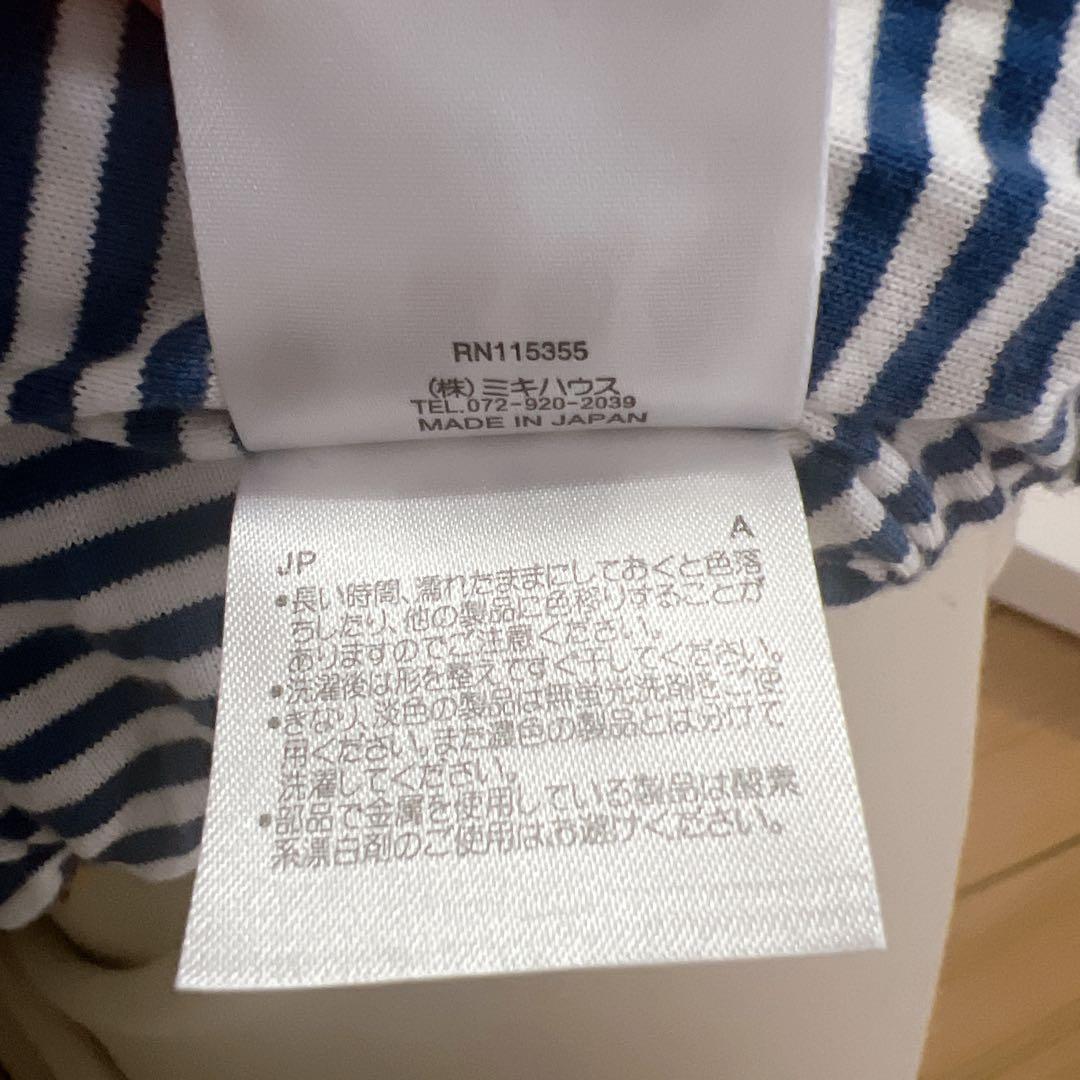 RN115355
(株)ミキハウス
TEL.072-920-2039
MADE IN JAPAN
A
JP
•長い時間、濡れたままにしておくと色落
ちしたり、他の製品に色移りすることが
ありますのでご注意ください。
•洗濯後は形を整えてすぐ干してください。
•きなり、淡色の製品は無蛍光洗剤をご使
用ください。また濃色の製品とはわけて
洗濯してください。
•部品で金属を使用している製品は酸素
系漂白剤のご使用はお避けください。